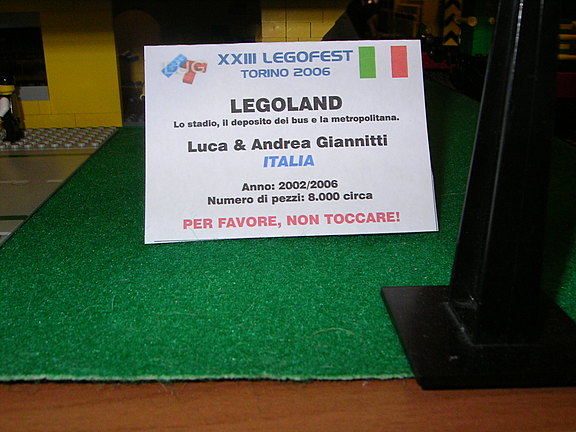 XXIII LEGOFEST
TORINO 2006
LEGOLAND
Lo stadio, il deposito dei bus e la metropolitana.
Luca & Andrea Giannitti
ITALIA
Anno: 2002/2006
Numero di pezzi: 8.000 circa
PER FAVORE, NON TOCCARE!